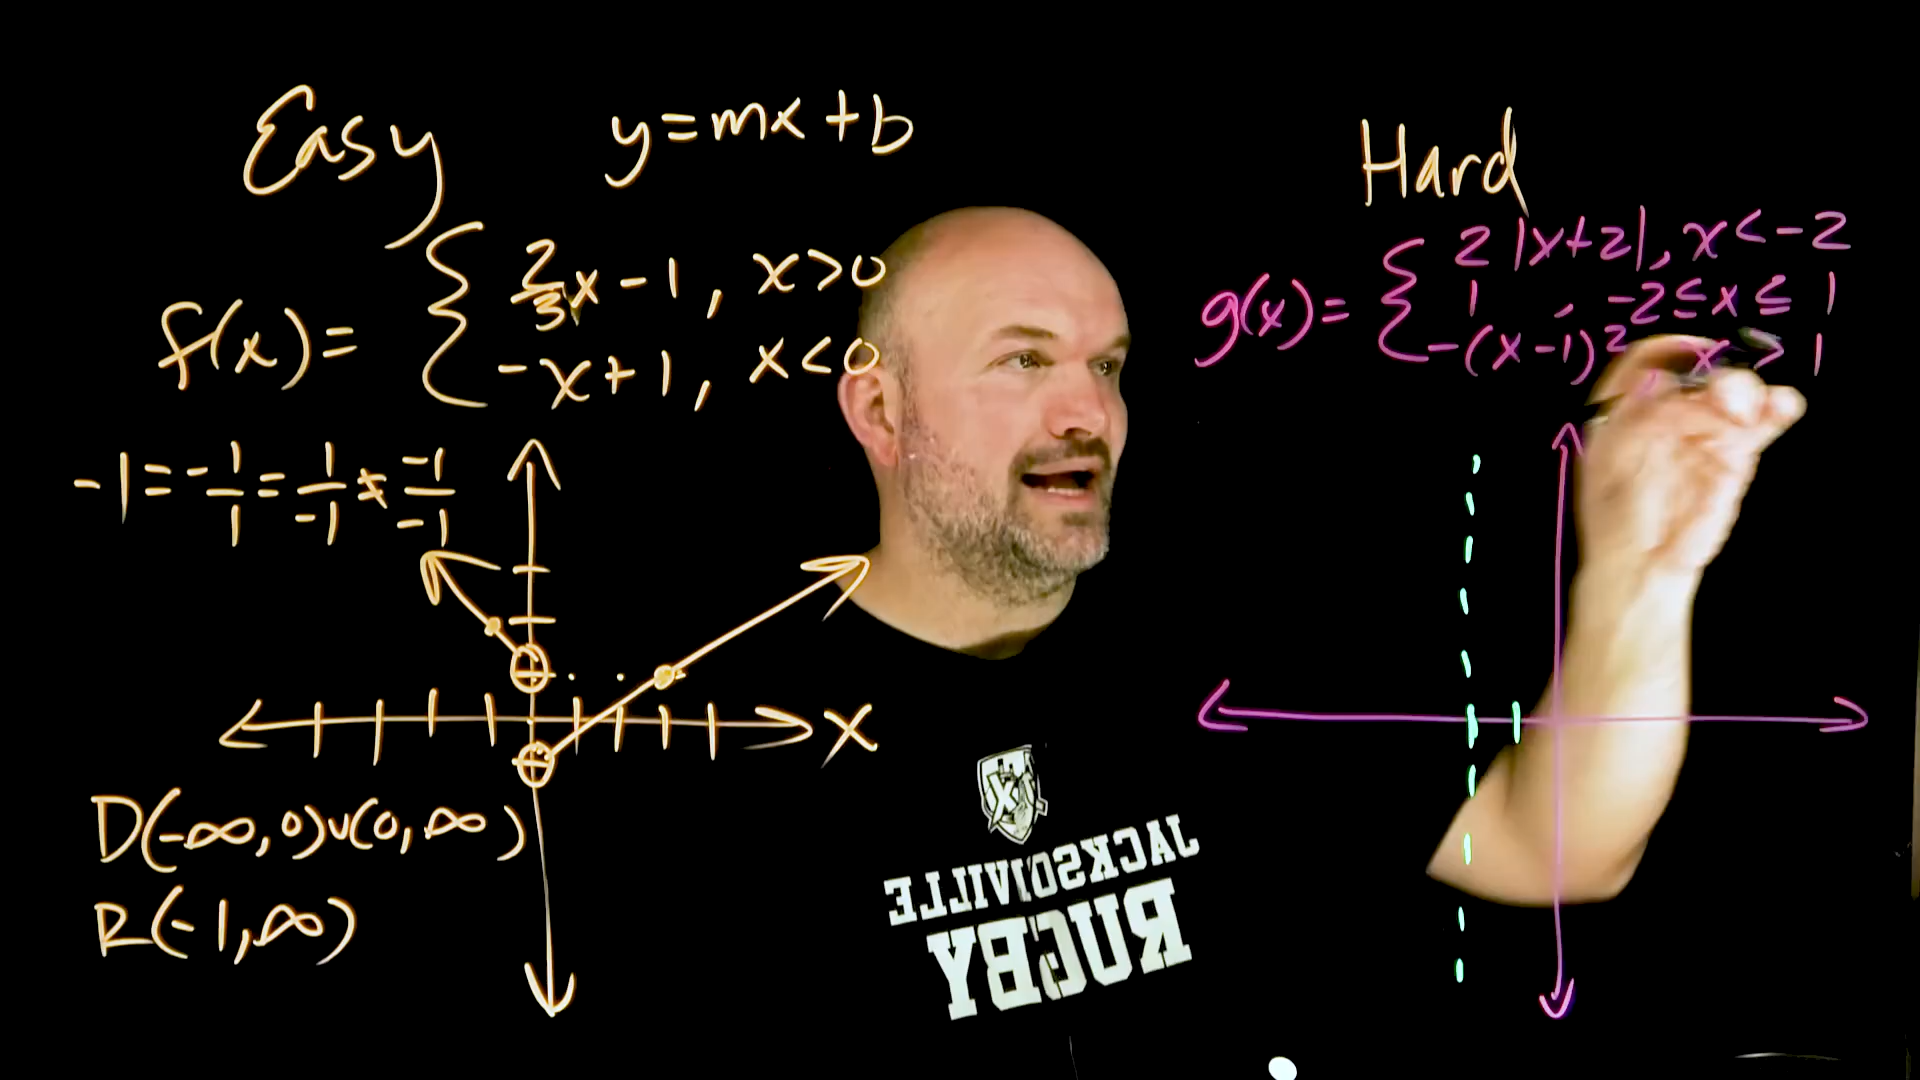 Easy
y=mx+b
f(x)= { 2/3x-1, x>0
-x+1, x<0
-1=-1/1=1/-1*-1/-1
x
D(-∞,0)∪(0,∞)
R(-1,∞)
Hard
g(x)= { 2|x+2|, x<-2
1, -2≤x≤1
-(x-1)², x>1
JACKSONVILLE
RUGBY